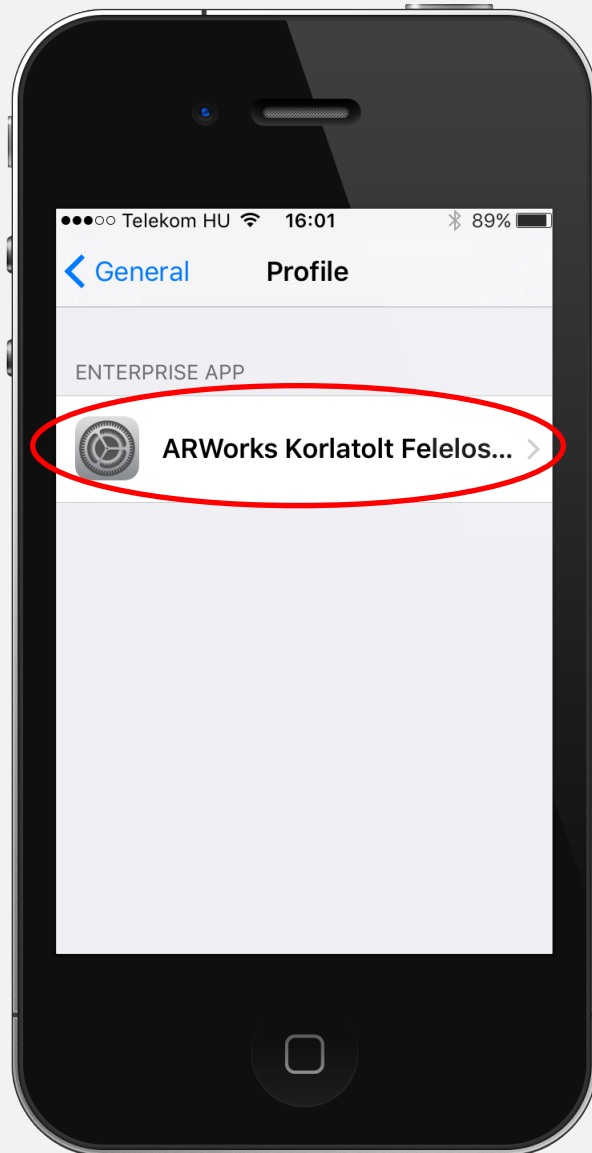 Telekom HU 16:01 89%
General Profile
ENTERPRISE APP
ARWorks Korlatolt Felelos...